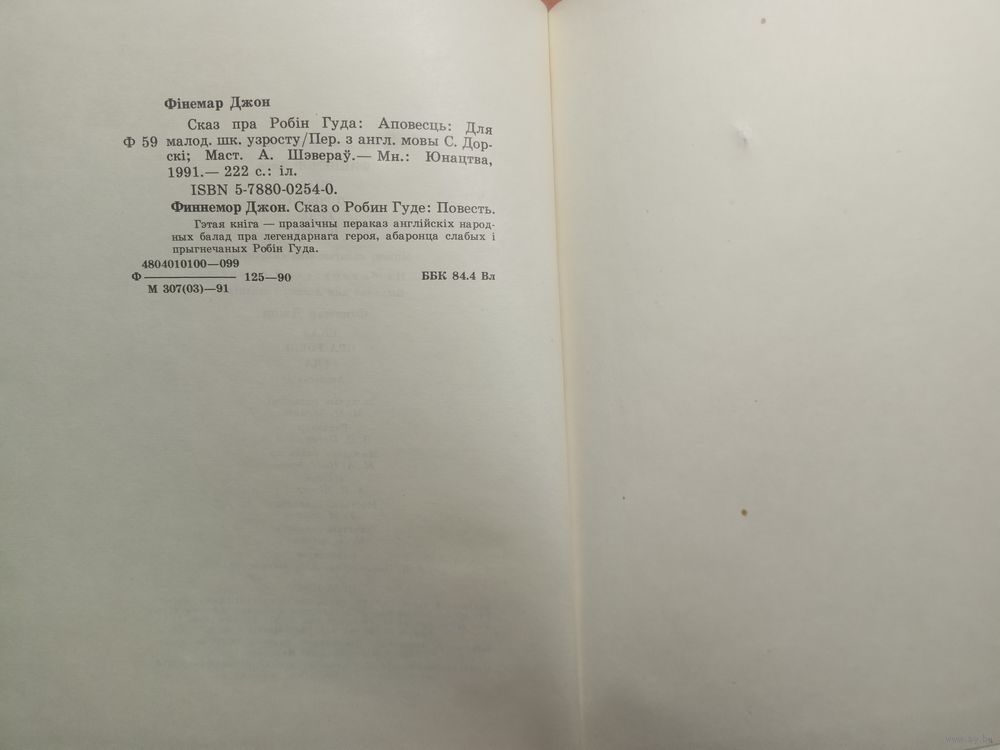 Фінемар Джон
Сказ пра Робін Гуда: Аповесць: Для
Ф 59 малод. шк. узросту/Пер. з англ. мовы С. Дор-
скі; Маст. А. Шэвераў.— Мн.: Юнацтва,
1991.— 222 с.: іл.
ISBN 5-7880-0254-0.
Финнемор Джон. Сказ о Робин Гуде: Повесть.
Гэтая кніга — празаічны пераказ англійскіх народ-
ных балад пра легендарнага героя, абаронца слабых і
прыгнечаных Робін Гуда.
4804010100—099
Ф ——— 125—90 ББК 84.4 Вл
М 307(03)—91
www.ay.by